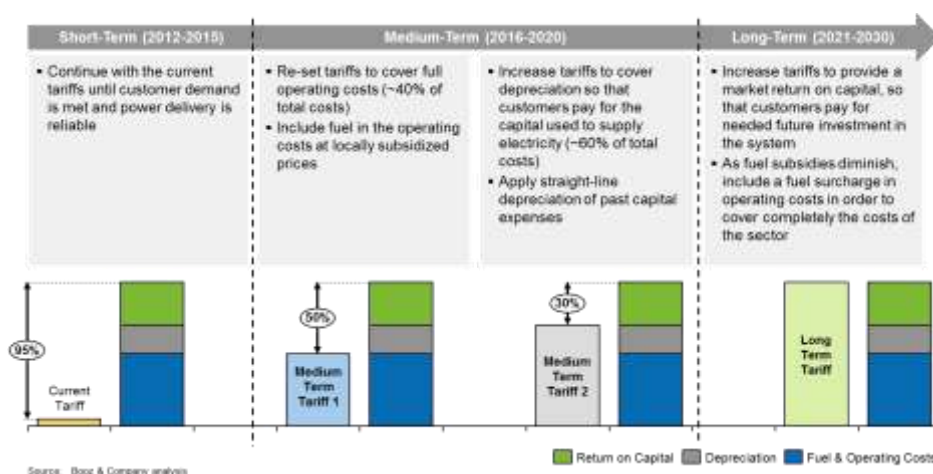 Short-Term (2012-2015)
Medium-Term (2016-2020)
Long-Term (2021-2030)
▪ Continue with the current
tariffs until customer demand
is met and power delivery is
reliable
▪ Re-set tariffs to cover full
operating costs (~40% of
total costs)
▪ Include fuel in the operating
costs at locally subsidized
prices
▪ Increase tariffs to cover
depreciation so that
customers pay for the
capital used to supply
electricity (~60% of total
costs)
▪ Apply straight-line
depreciation of past capital
expenses
▪ Increase tariffs to provide a
market return on capital, so
that customers pay for
needed future investment in
the system
▪ As fuel subsidies diminish,
include a fuel surcharge in
operating costs in order to
cover completely the costs of
the sector
95%
Current
Tariff
50%
Medium
Term
Tariff 1
30%
Medium
Term
Tariff 2
Long
Term
Tariff
Return on Capital
Depreciation
Fuel & Operating Costs
Source: Booz & Company analysis